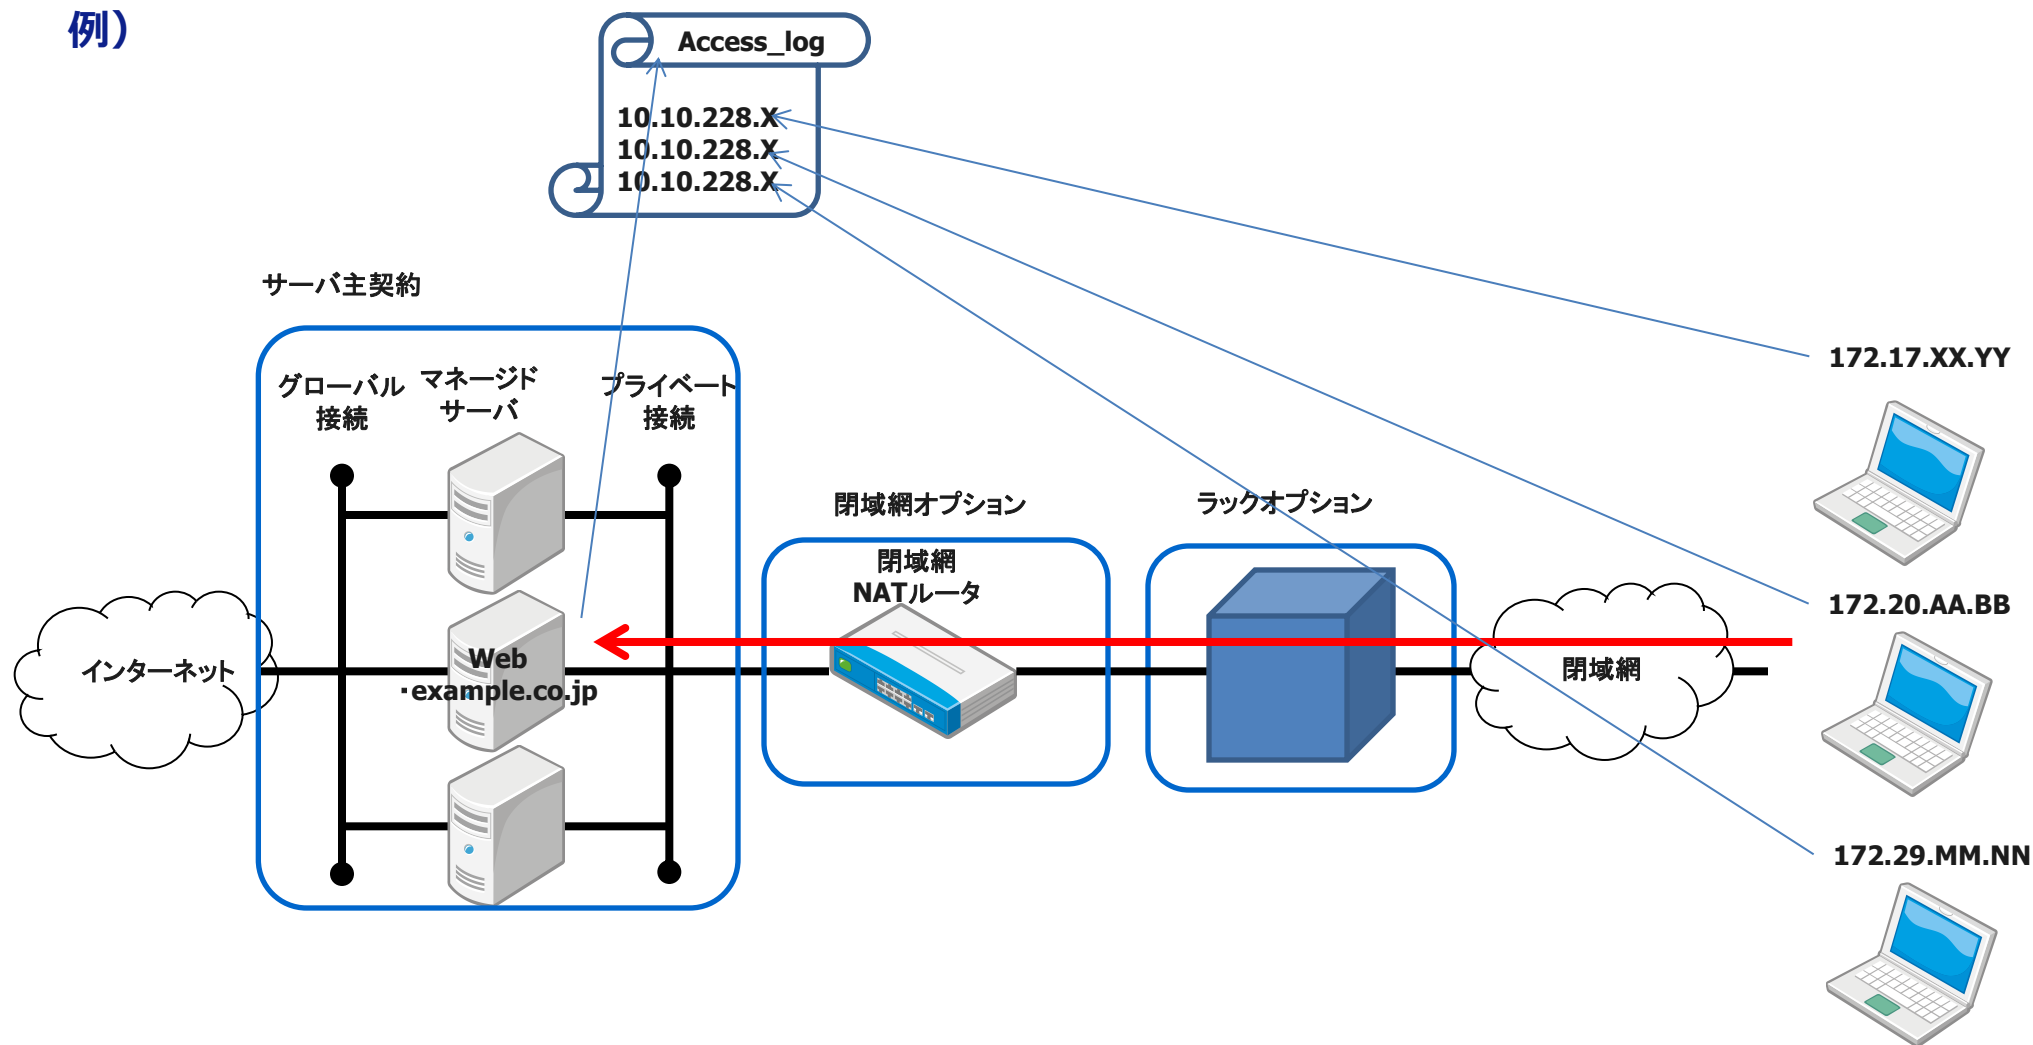 例）
Access_log
10.10.228.X
10.10.228.X
10.10.228.X
サーバ主契約
グローバル
接続
マネージド
サーバ
プライベート
接続
172.17.XX.YY
閉域網オプション
ラックオプション
閉域網
NATルータ
172.20.AA.BB
インターネット
Web
・example.co.jp
閉域網
172.29.MM.NN